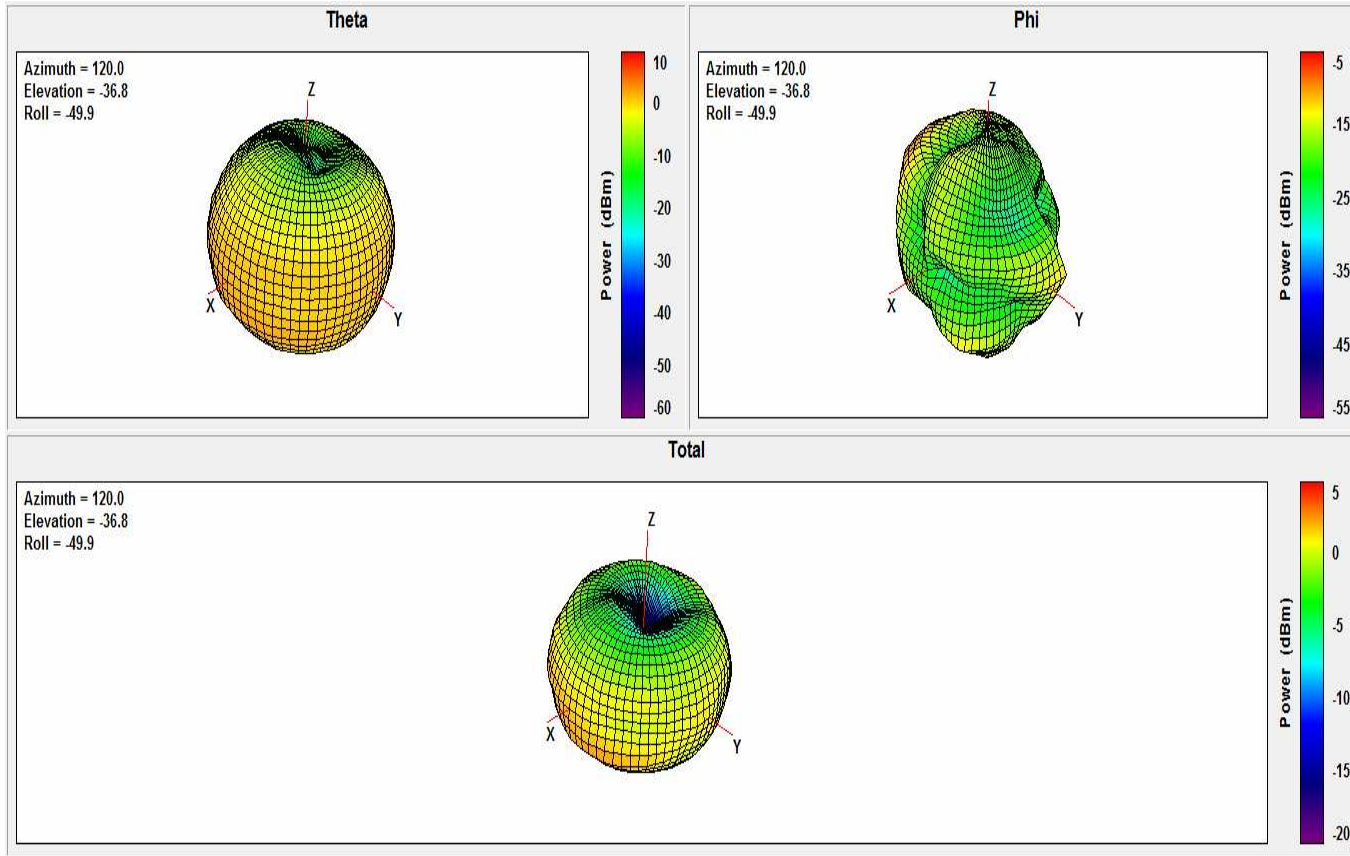 Theta
Azimuth = 120.0
Elevation = -36.8
Roll = -49.9
Z
X
Y
10
0
-10
-20
-30
-40
-50
-60
Power (dBm)
Phi
Azimuth = 120.0
Elevation = -36.8
Roll = -49.9
Z
X
Y
-5
-15
-25
-35
-45
-55
Power (dBm)
Total
Azimuth = 120.0
Elevation = -36.8
Roll = -49.9
Z
X
Y
5
0
-5
-10
-15
-20
Power (dBm)